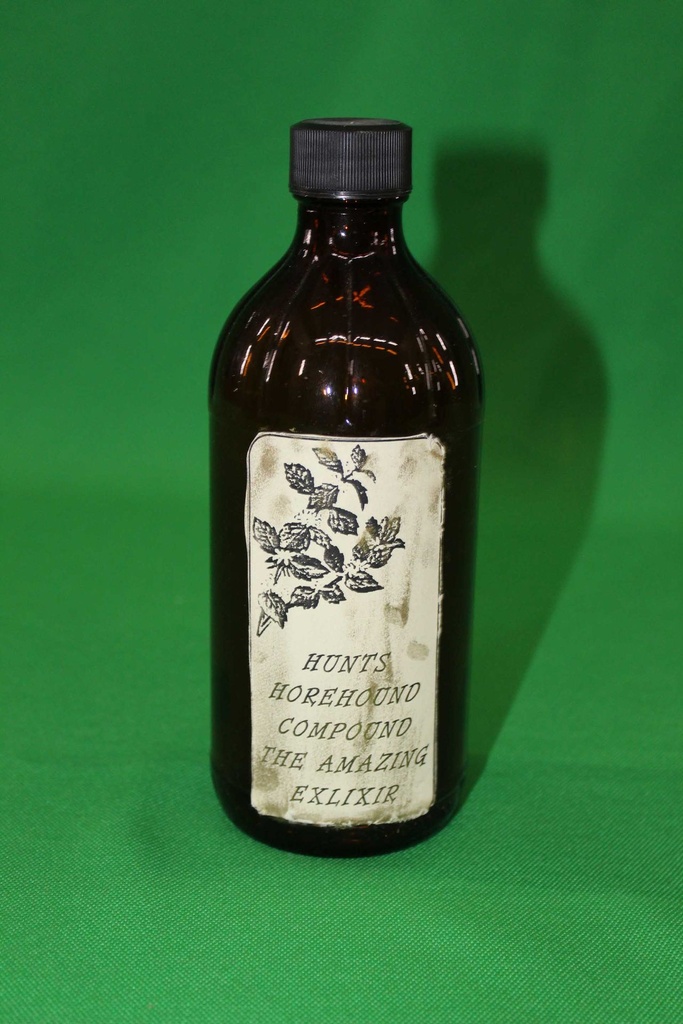 HUNTS
HOREHOUND
COMPOUND
THE AMAZING
EXLIXIR